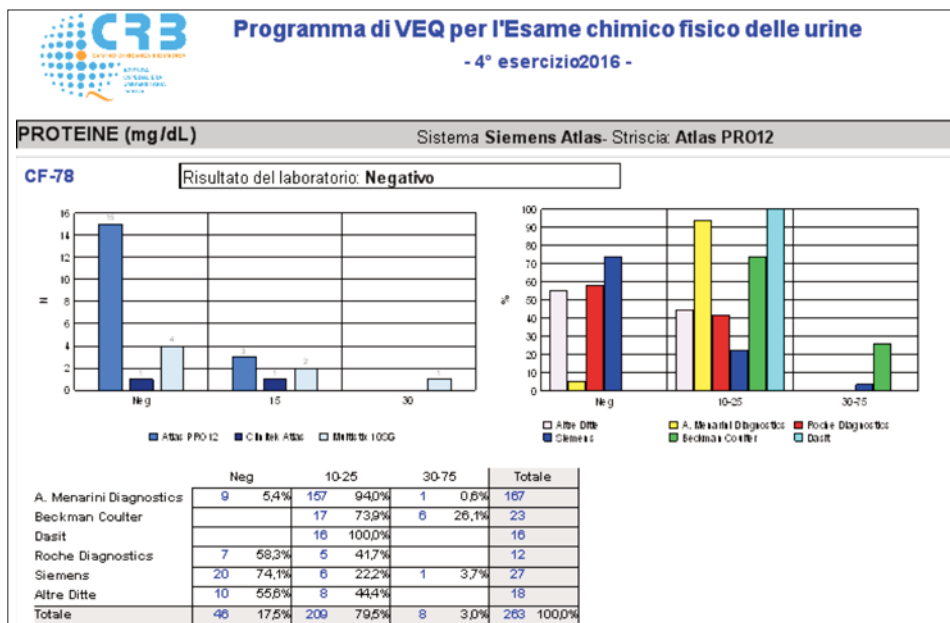 CRB
CENTRO DI RICERCA BIOMEDICA
AZIENDA
OSPEDALIERA
UNIVERSITARIA
PADOVA
Programma di VEQ per l'Esame chimico fisico delle urine
- 4° esercizio2016 -
PROTEINE (mg/dL) Sistema Siemens Atlas- Striscia: Atlas PRO12
CF-78 Risultato del laboratorio: Negativo
16
14
12
10
8
6
4
2
0
N
15 1 4
3 1 2
1
Neg 15 30
Atlas PRO12 Clinitek Atlas Multistix 10SG
100
90
80
70
60
50
40
30
20
10
0
%
Neg 10-25 30-75
Altre Ditte A. Menarini Diagnostics Roche Diagnostics
Siemens Beckman Coulter Dasit
Neg 10-25 30-75 Totale
A. Menarini Diagnostics 9 5,4% 157 94,0% 1 0,6% 167
Beckman Coulter 17 73,9% 6 26,1% 23
Dasit 16 100,0% 16
Roche Diagnostics 7 58,3% 5 41,7% 12
Siemens 20 74,1% 6 22,2% 1 3,7% 27
Altre Ditte 10 55,6% 8 44,4% 18
Totale 46 17,5% 209 79,5% 8 3,0% 263 100,0%